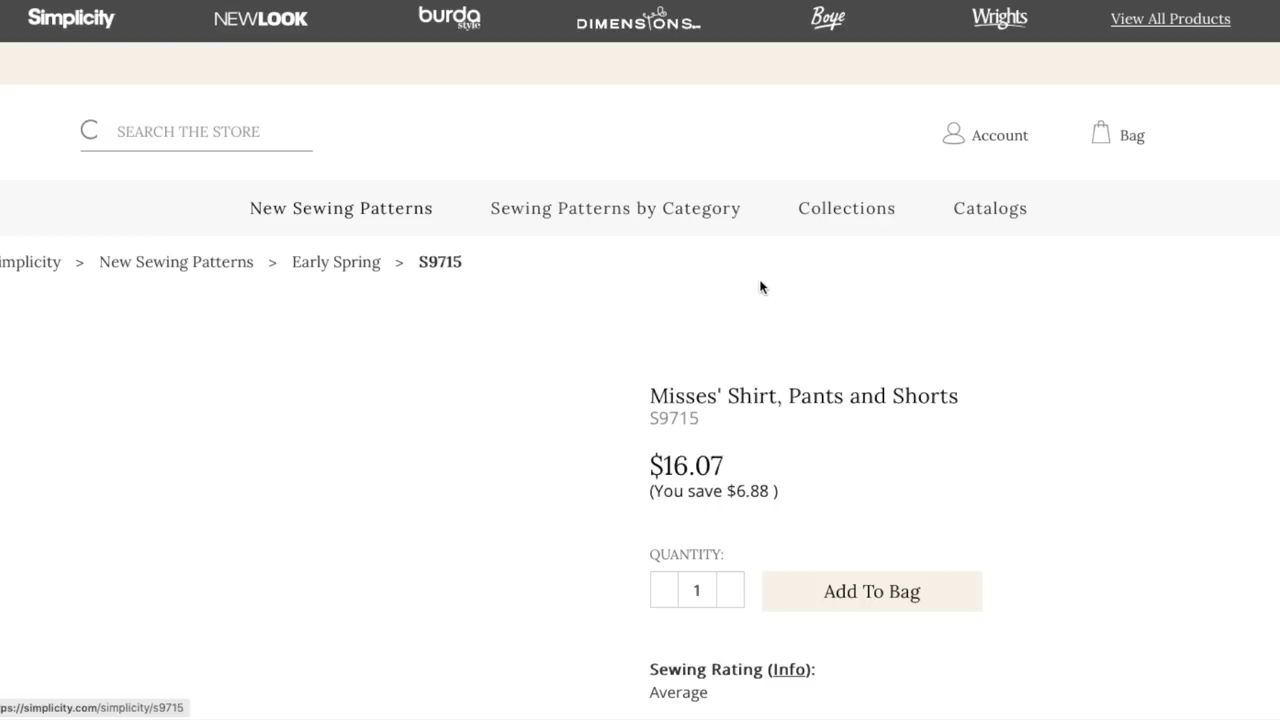 Simplicity NEWLOOK burda style DIMENSIONS Boye Wrights View All Products
SEARCH THE STORE
Account Bag
New Sewing Patterns Sewing Patterns by Category Collections Catalogs
implicity > New Sewing Patterns > Early Spring > S9715
Misses' Shirt, Pants and Shorts
S9715
$16.07
(You save $6.88 )
QUANTITY:
1 Add To Bag
Sewing Rating (Info):
Average
ps://simplicity.com/simplicity/s9715